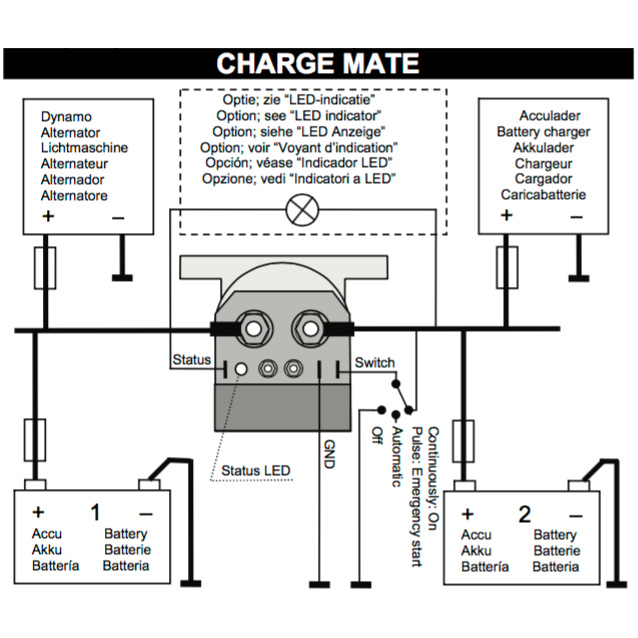 CHARGE MATE
Dynamo
Alternator
Lichtmaschine
Alternateur
Alternador
Alternatore
+ –
Optie; zie “LED-indicatie”
Option; see “LED indicator”
Option; siehe “LED Anzeige”
Option; voir “Voyant d’indication”
Opción; véase “Indicador LED”
Opzione; vedi “Indicatori a LED”
Acculader
Battery charger
Akkulader
Chargeur
Cargador
Caricabatterie
+ –
Status
Switch
Status LED
GND
Off
Automatic
Pulse: Emergency start
Continuously: On
+ 1 –
Accu Battery
Akku Batterie
Batería Batteria
+ 2 –
Accu Battery
Akku Batterie
Batería Batteria